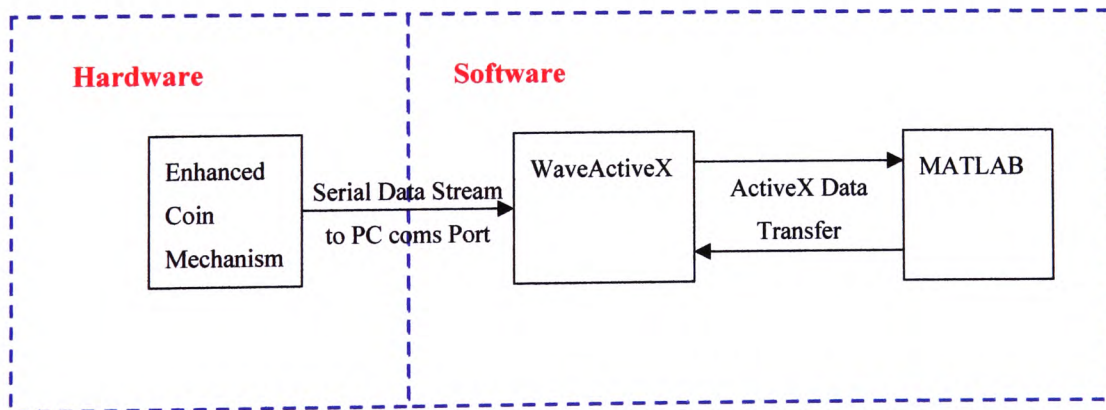 Hardware
Software
Enhanced
Coin
Mechanism
Serial Data Stream
to PC coms Port
WaveActiveX
ActiveX Data
Transfer
MATLAB